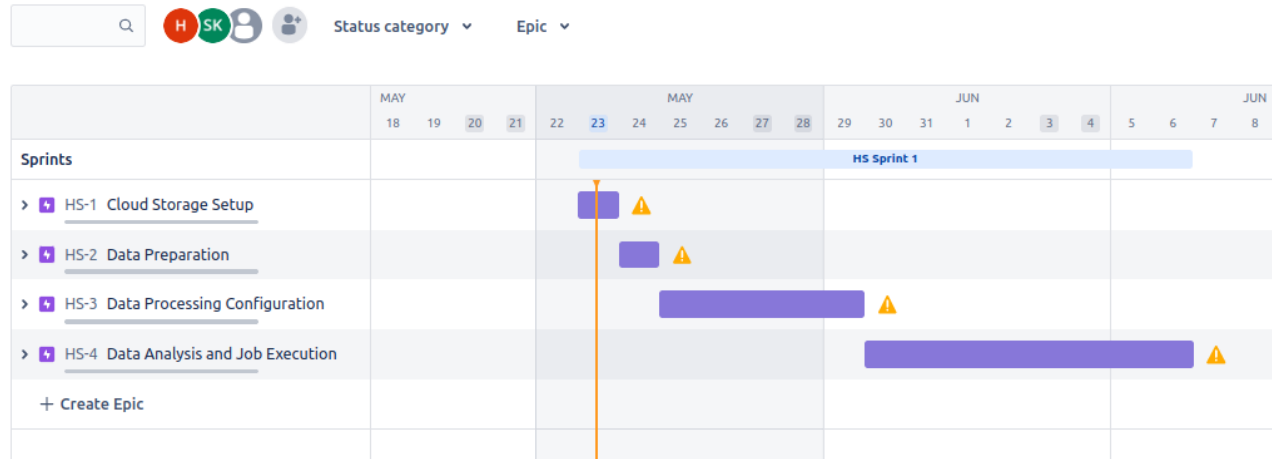 H SK Status category Epic
MAY MAY JUN JUN
18 19 20 21 22 23 24 25 26 27 28 29 30 31 1 2 3 4 5 6 7 8
Sprints HS Sprint 1
HS-1 Cloud Storage Setup
HS-2 Data Preparation
HS-3 Data Processing Configuration
HS-4 Data Analysis and Job Execution
+ Create Epic